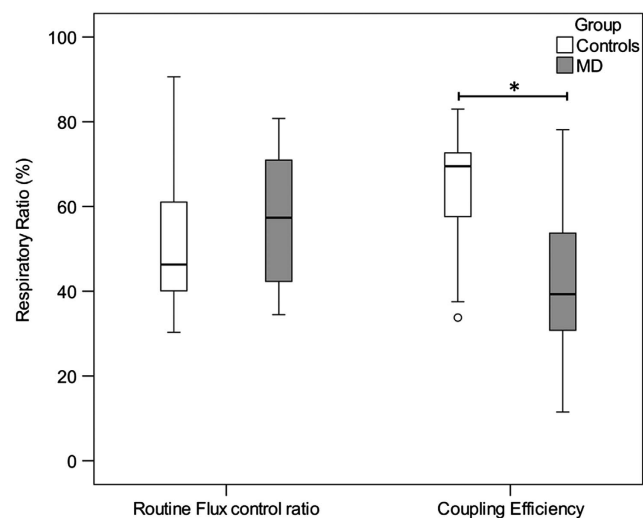 Group
Controls
MD
*
100
80
60
40
20
0
Respiratory Ratio (%)
Routine Flux control ratio
Coupling Efficiency